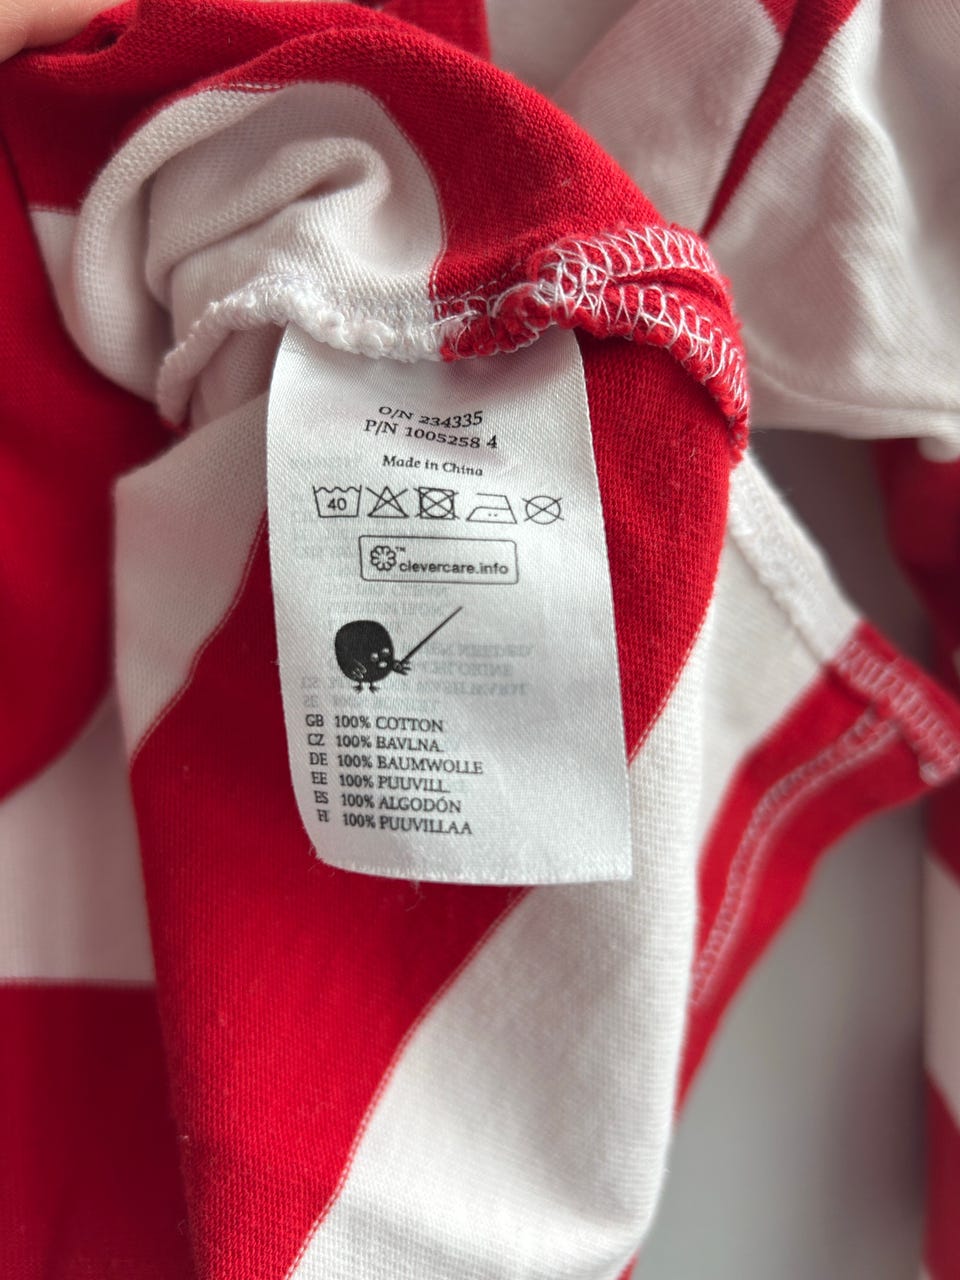 O/N 234335
P/N 1005258 4
Made in China
40
™ clevercare.info
GB 100% COTTON
CZ 100% BAVLNA.
DE 100% BAUMWOLLE
EE 100% PUUVILL.
ES 100% ALGODÓN
FI 100% PUUVILLAA